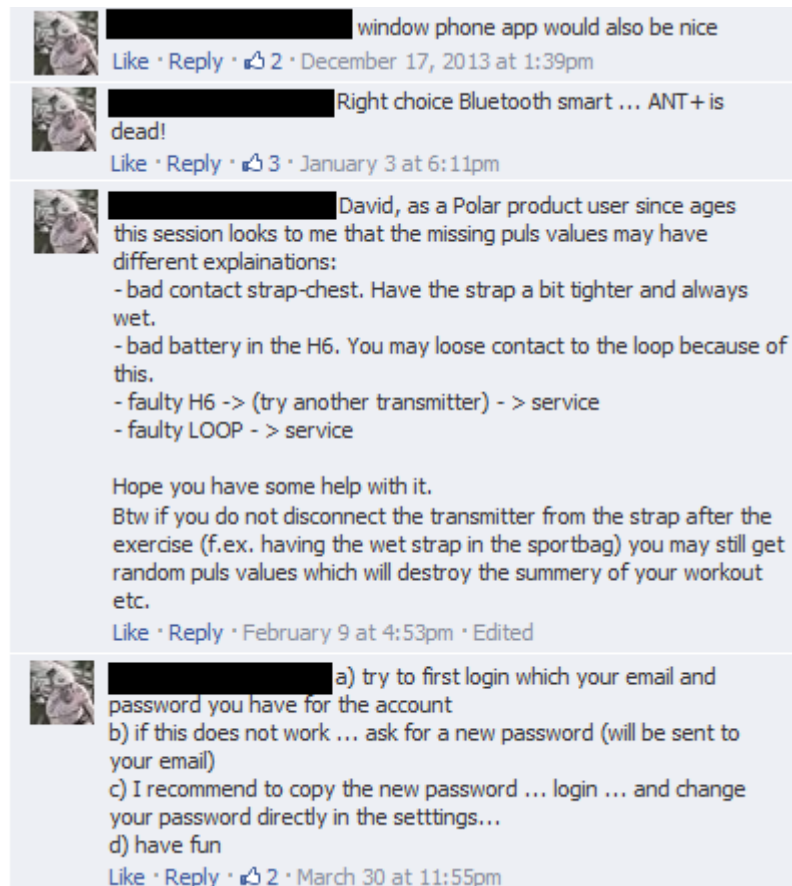 window phone app would also be nice
Like · Reply · 2 · December 17, 2013 at 1:39pm
Right choice Bluetooth smart ... ANT+ is
dead!
Like · Reply · 3 · January 3 at 6:11pm
David, as a Polar product user since ages
this session looks to me that the missing puls values may have
different explainations:
- bad contact strap-chest. Have the strap a bit tighter and always
wet.
- bad battery in the H6. You may loose contact to the loop because of
this.
- faulty H6 -> (try another transmitter) - > service
- faulty LOOP - > service
Hope you have some help with it.
Btw if you do not disconnect the transmitter from the strap after the
exercise (f.ex. having the wet strap in the sportbag) you may still get
random puls values which will destroy the summery of your workout
etc.
Like · Reply · February 9 at 4:53pm · Edited
a) try to first login which your email and
password you have for the account
b) if this does not work ... ask for a new password (will be sent to
your email)
c) I recommend to copy the new password ... login ... and change
your password directly in the setttings...
d) have fun
Like · Reply · 2 · March 30 at 11:55pm